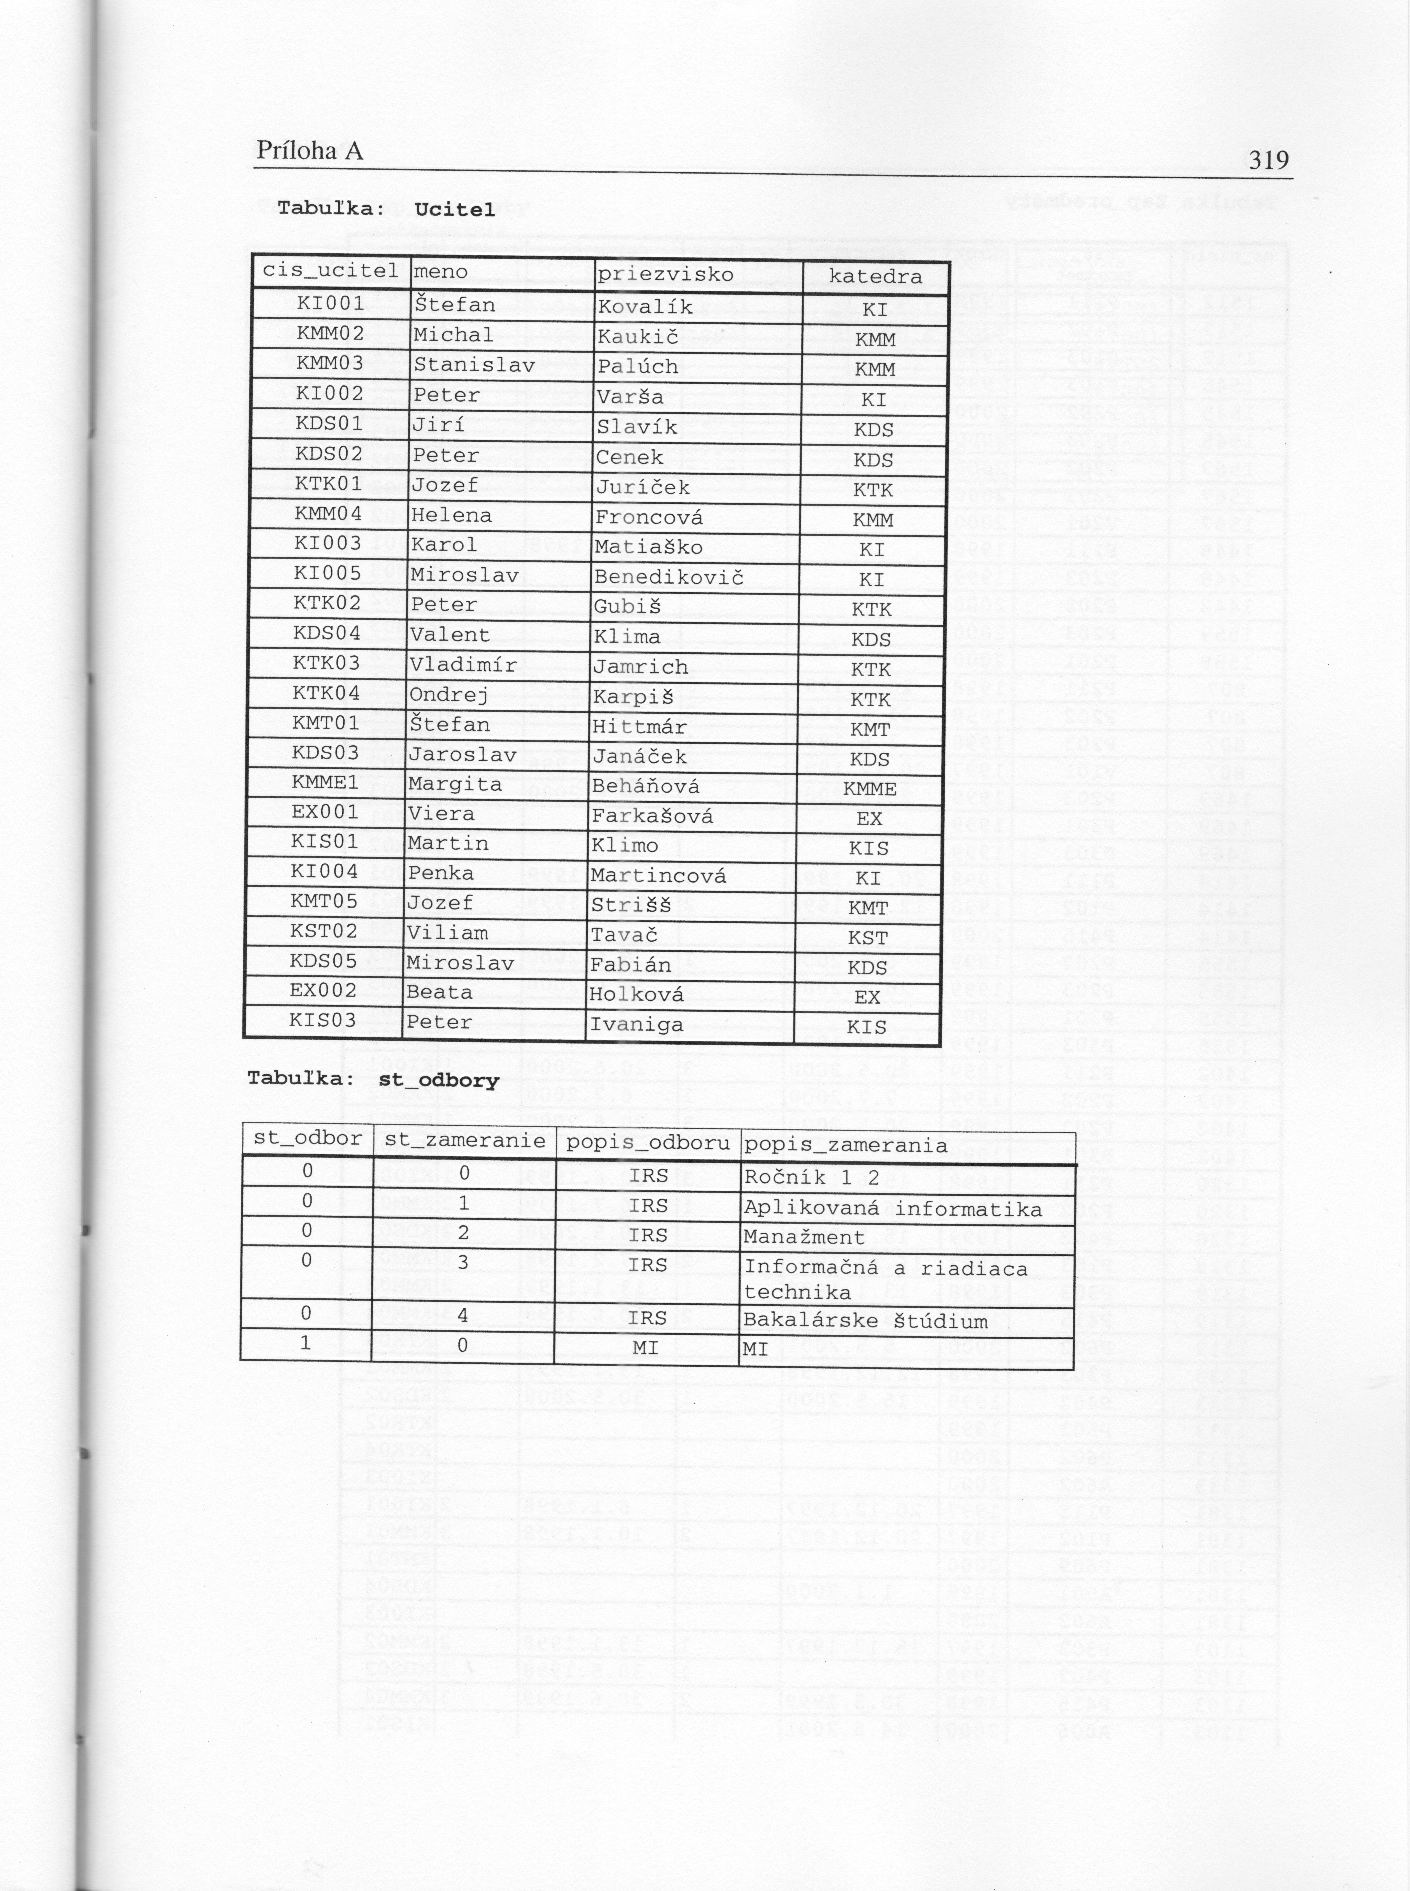 Príloha A 319
Tabuľka: Ucitel
cis_ucitel meno priezvisko katedra
KI001 Štefan Kovalík KI
KMM02 Michal Kaukič KMM
KMM03 Stanislav Palúch KMM
KI002 Peter Varša KI
KDS01 Jirí Slavík KDS
KDS02 Peter Cenek KDS
KTK01 Jozef Juríček KTK
KMM04 Helena Froncová KMM
KI003 Karol Matiaško KI
KI005 Miroslav Benedikovič KI
KTK02 Peter Gubiš KTK
KDS04 Valent Klima KDS
KTK03 Vladimír Jamrich KTK
KTK04 Ondrej Karpiš KTK
KMT01 Štefan Hittmár KMT
KDS03 Jaroslav Janáček KDS
KMME1 Margita Beháňová KMME
EX001 Viera Farkašová EX
KIS01 Martin Klimo KIS
KI004 Penka Martincová KI
KMT05 Jozef Strišš KMT
KST02 Viliam Tavač KST
KDS05 Miroslav Fabián KDS
EX002 Beata Holková EX
KIS03 Peter Ivaniga KIS
Tabuľka: st_odbory
st_odbor st_zameranie popis_odboru popis_zamerania
0 0 IRS Ročník 1 2
0 1 IRS Aplikovaná informatika
0 2 IRS Manažment
0 3 IRS Informačná a riadiaca
technika
0 4 IRS Bakalárske štúdium
1 0 MI MI